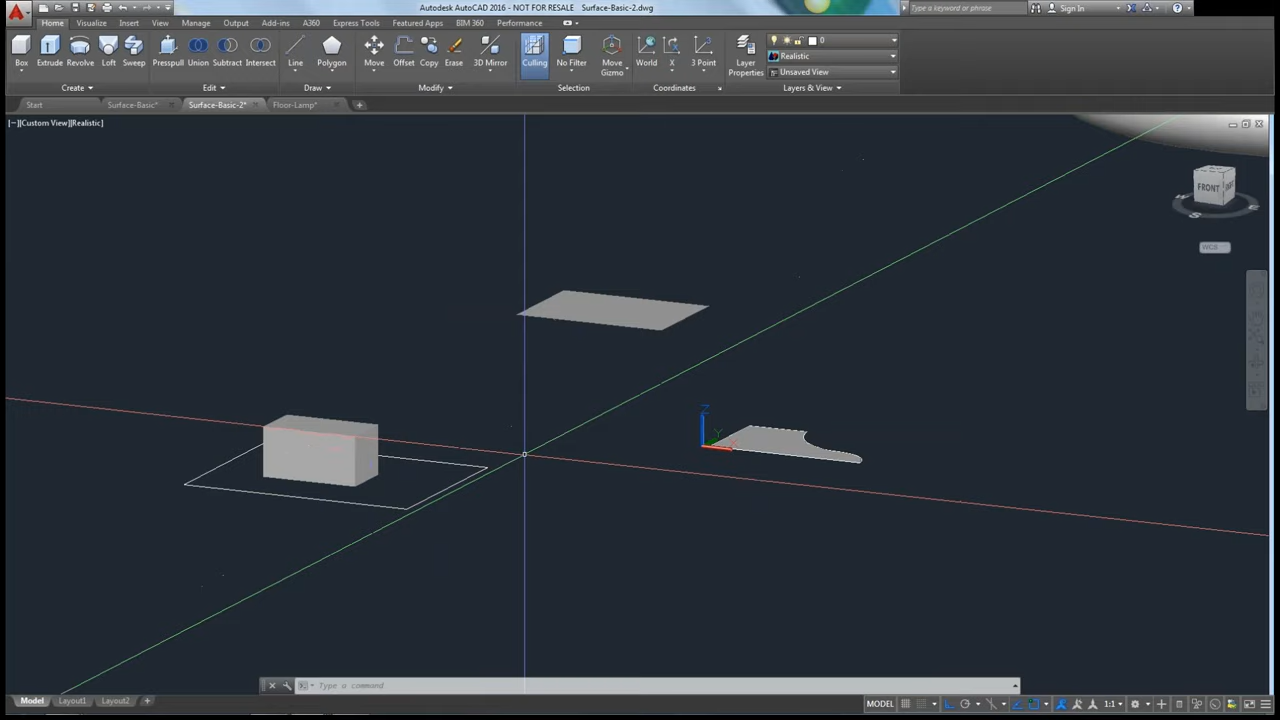 Autodesk AutoCAD 2016 - NOT FOR RESALE Surface-Basic-2.dwg
Type a keyword or phrase
Sign In
Home Insert Annotate View Manage Output Add-ins A360 Express Tools Featured Apps BIM 360 Performance
Box Extrude Revolve Loft Sweep Presspull Union Subtract Intersect Line Polygon Move Offset Copy Erase 3D Mirror Culling No Filter Move Gizmo World X 3 Point Layer Properties
0
Realistic
Unsaved View
Create Edit Draw Modify Selection Coordinates Layers & View
Start Surface-Basic* Surface-Basic-2* Floor-Lamp*
[−][Custom View][Realistic]
FRONT
S
E
WCS
Z
Y
X
Type a command
Model Layout1 Layout2
MODEL
1:1